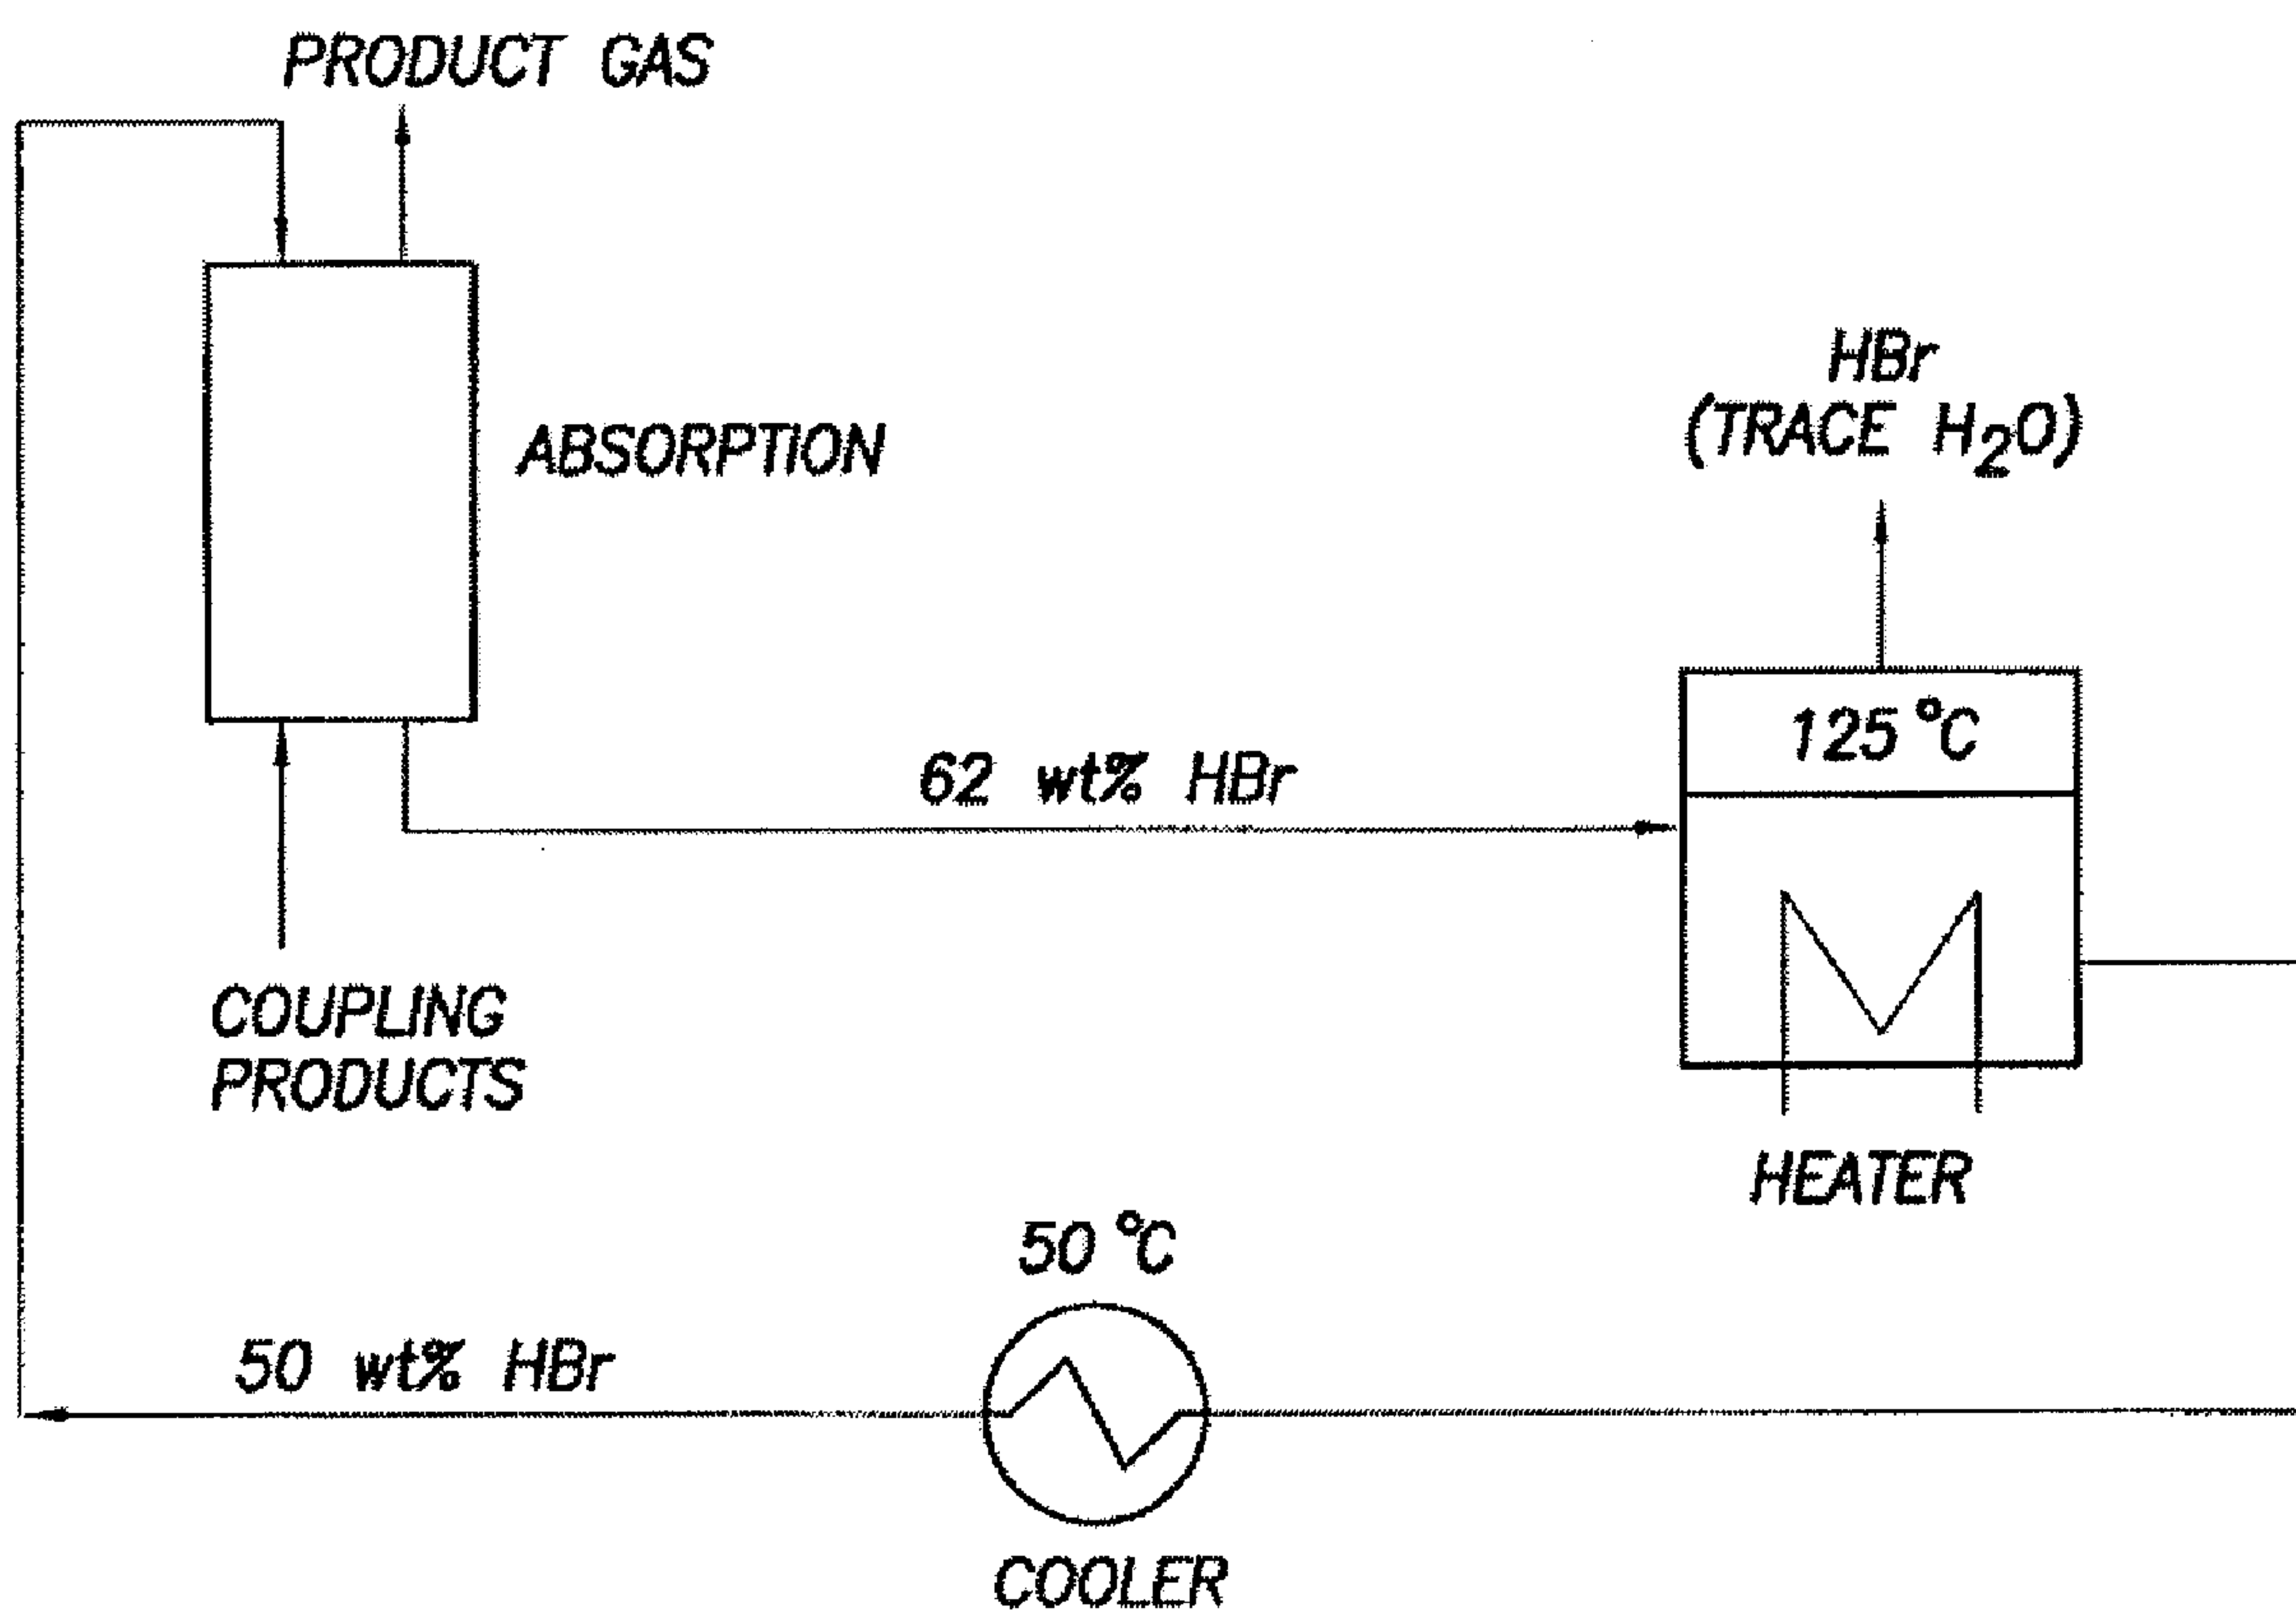 PRODUCT GAS
ABSORPTION
HBr
(TRACE H₂O)
125°C
62 wt% HBr
COUPLING
PRODUCTS
HEATER
50°C
50 wt% HBr
COOLER